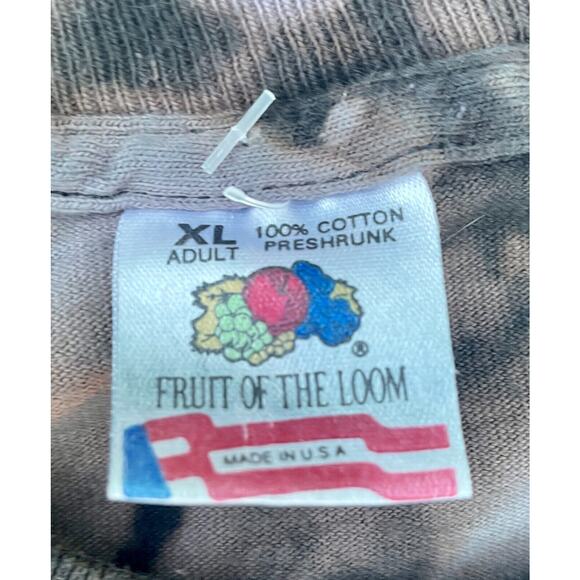 XL 100% COTTON
ADULT PRESHRUNK
®
FRUIT OF THE LOOM
MADE IN U.S.A